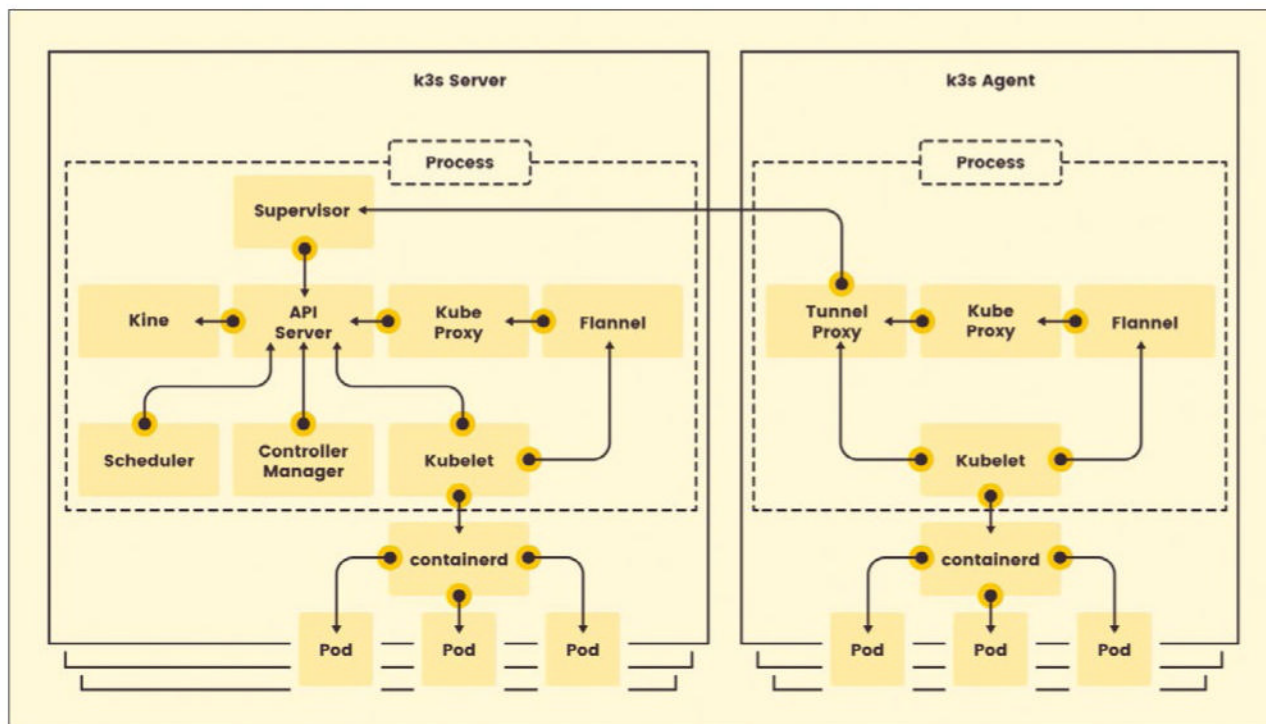 k3s Server
Process
Supervisor
Kine
API
Server
Kube
Proxy
Flannel
Scheduler
Controller
Manager
Kubelet
containerd
Pod
Pod
Pod
k3s Agent
Process
Tunnel
Proxy
Kube
Proxy
Flannel
Kubelet
containerd
Pod
Pod
Pod